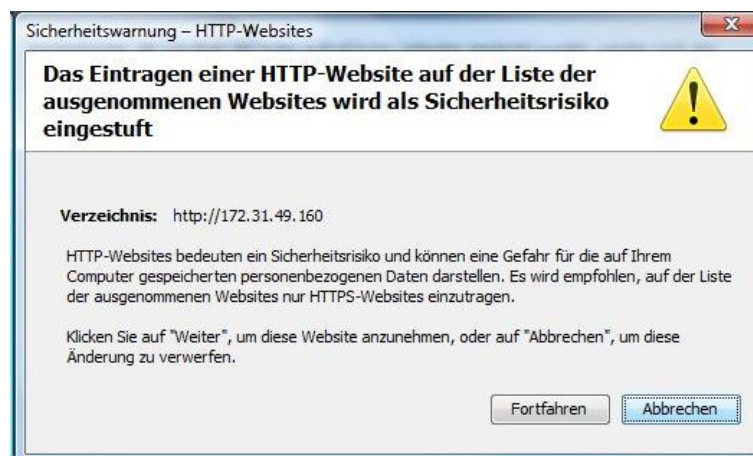 Sicherheitswarnung – HTTP-Websites
Das Eintragen einer HTTP-Website auf der Liste der
ausgenommenen Websites wird als Sicherheitsrisiko
eingestuft
Verzeichnis: http://172.31.49.160
HTTP-Websites bedeuten ein Sicherheitsrisiko und können eine Gefahr für die auf Ihrem
Computer gespeicherten personenbezogenen Daten darstellen. Es wird empfohlen, auf der Liste
der ausgenommenen Websites nur HTTPS-Websites einzutragen.
Klicken Sie auf "Weiter", um diese Website anzunehmen, oder auf "Abbrechen", um diese
Änderung zu verwerfen.
Fortfahren Abbrechen